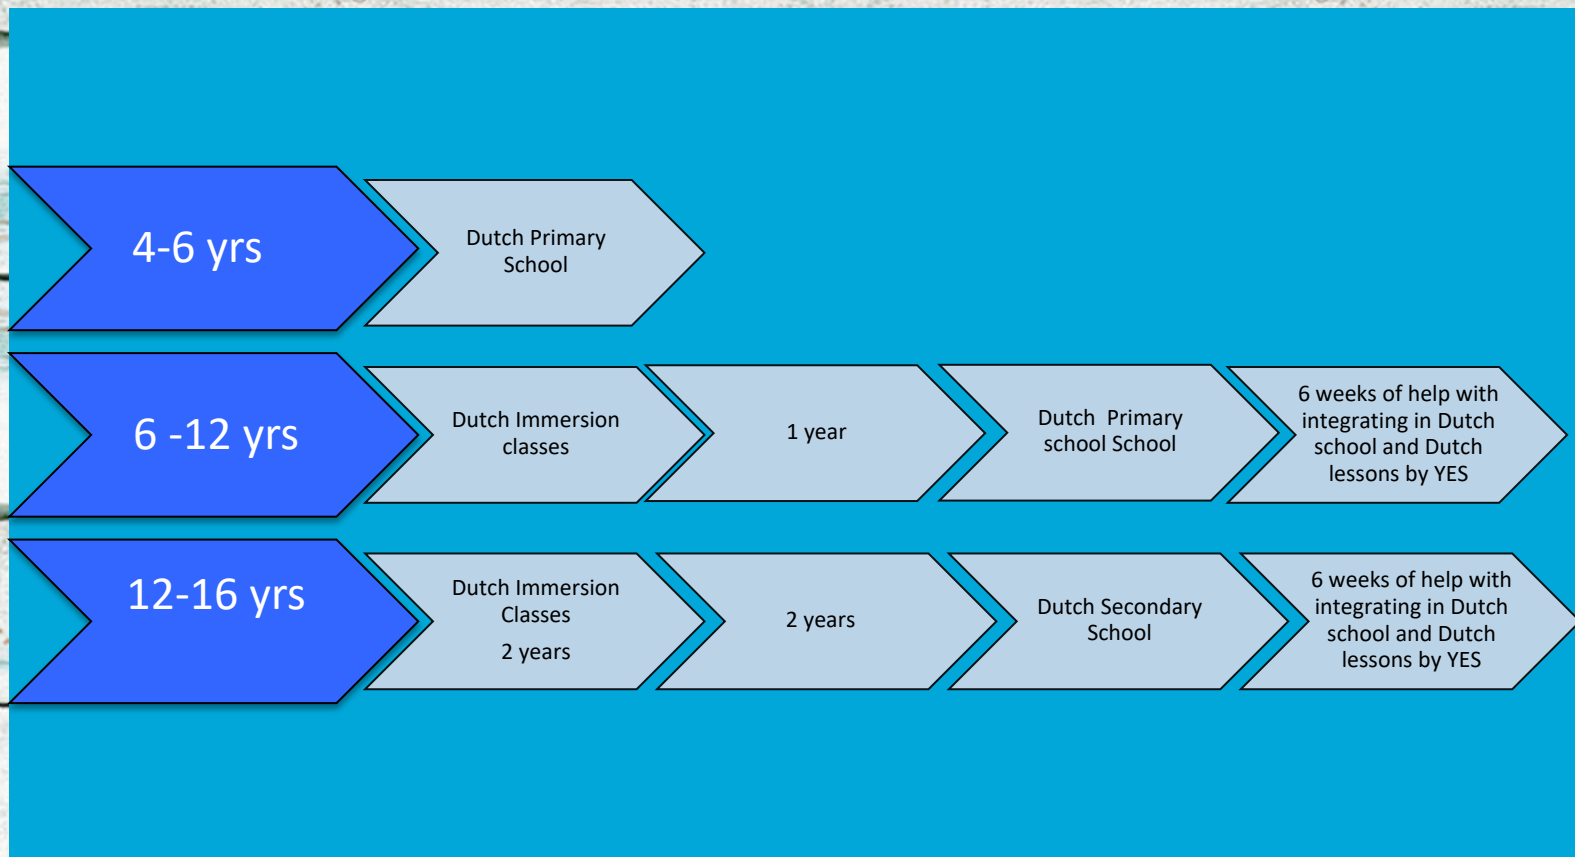 4-6 yrs
Dutch Primary
School
6 -12 yrs
Dutch Immersion
classes
1 year
Dutch  Primary
school School
6 weeks of help with
integrating in Dutch
school and Dutch
lessons by YES
12-16 yrs
Dutch Immersion
Classes
2 years
2 years
Dutch Secondary
School
6 weeks of help with
integrating in Dutch
school and Dutch
lessons by YES